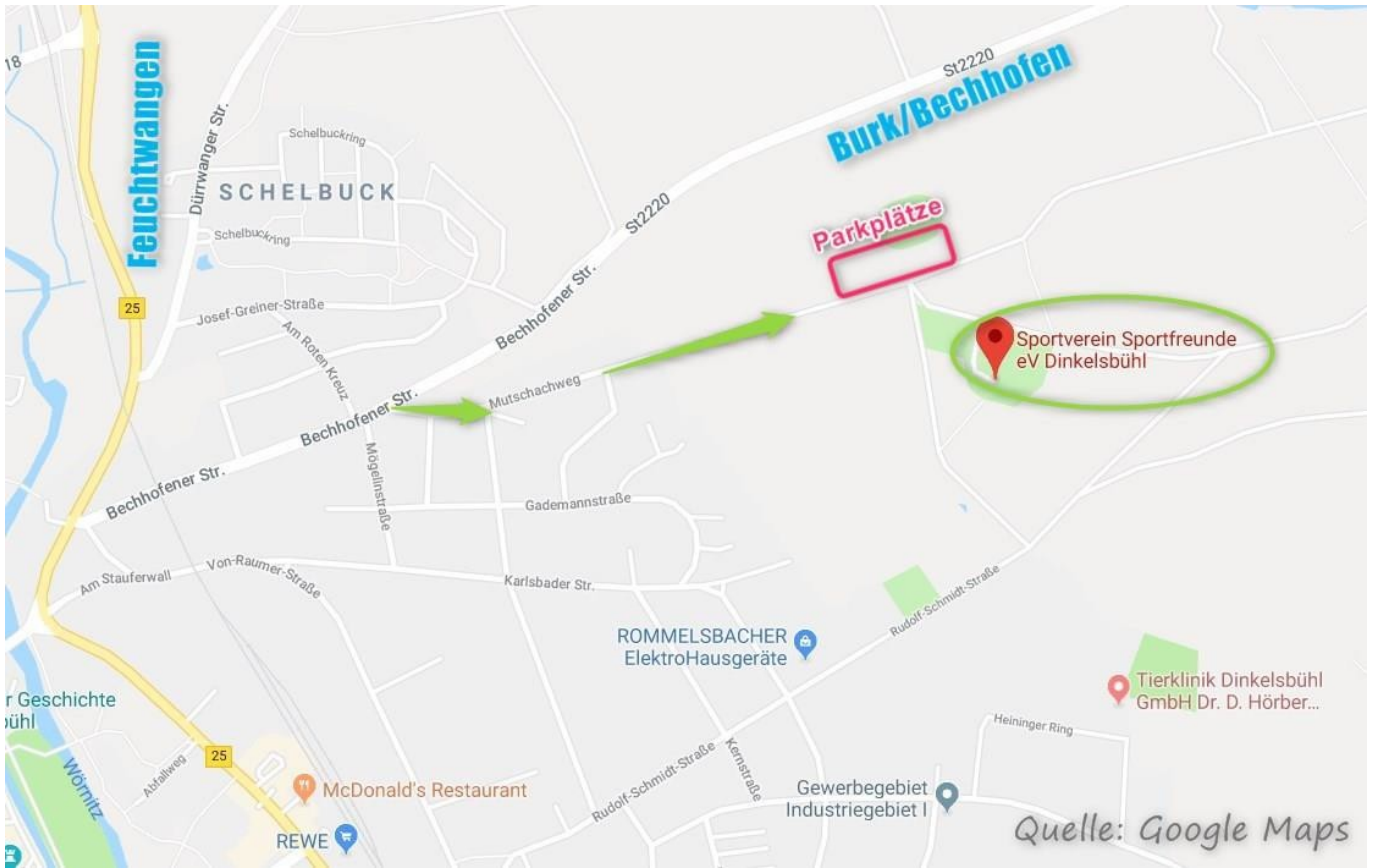 18
Feuchtwangen
Dürrwanger Str.
Schelbuckring
SCHELBUCK
Schelbuckring
St2220
Burk/Bechhofen
St2220
Parkplätze
25
Josef-Greiner-Straße
Am Roten Kreuz
Bechhofener Str.
Sportverein Sportfreunde
eV Dinkelsbühl
Mutschachweg
Bechhofener Str.
Mögelinstraße
Bechhofener Str.
Gademannstraße
Am Stauferwall
Von-Raumer-Straße
Karlsbader Str.
Rudolf-Schmidt-Straße
ROMMELSBACHER
ElektroHausgeräte
Tierklinik Dinkelsbühl
GmbH Dr. D. Hörber...
r Geschichte
bühl
Heininger Ring
25
Wörnitz
Abfallweg
McDonald's Restaurant
Rudolf-Schmidt-Straße
Kernstraße
Gewerbegebiet
Industriegebiet I
REWE
Quelle: Google Maps